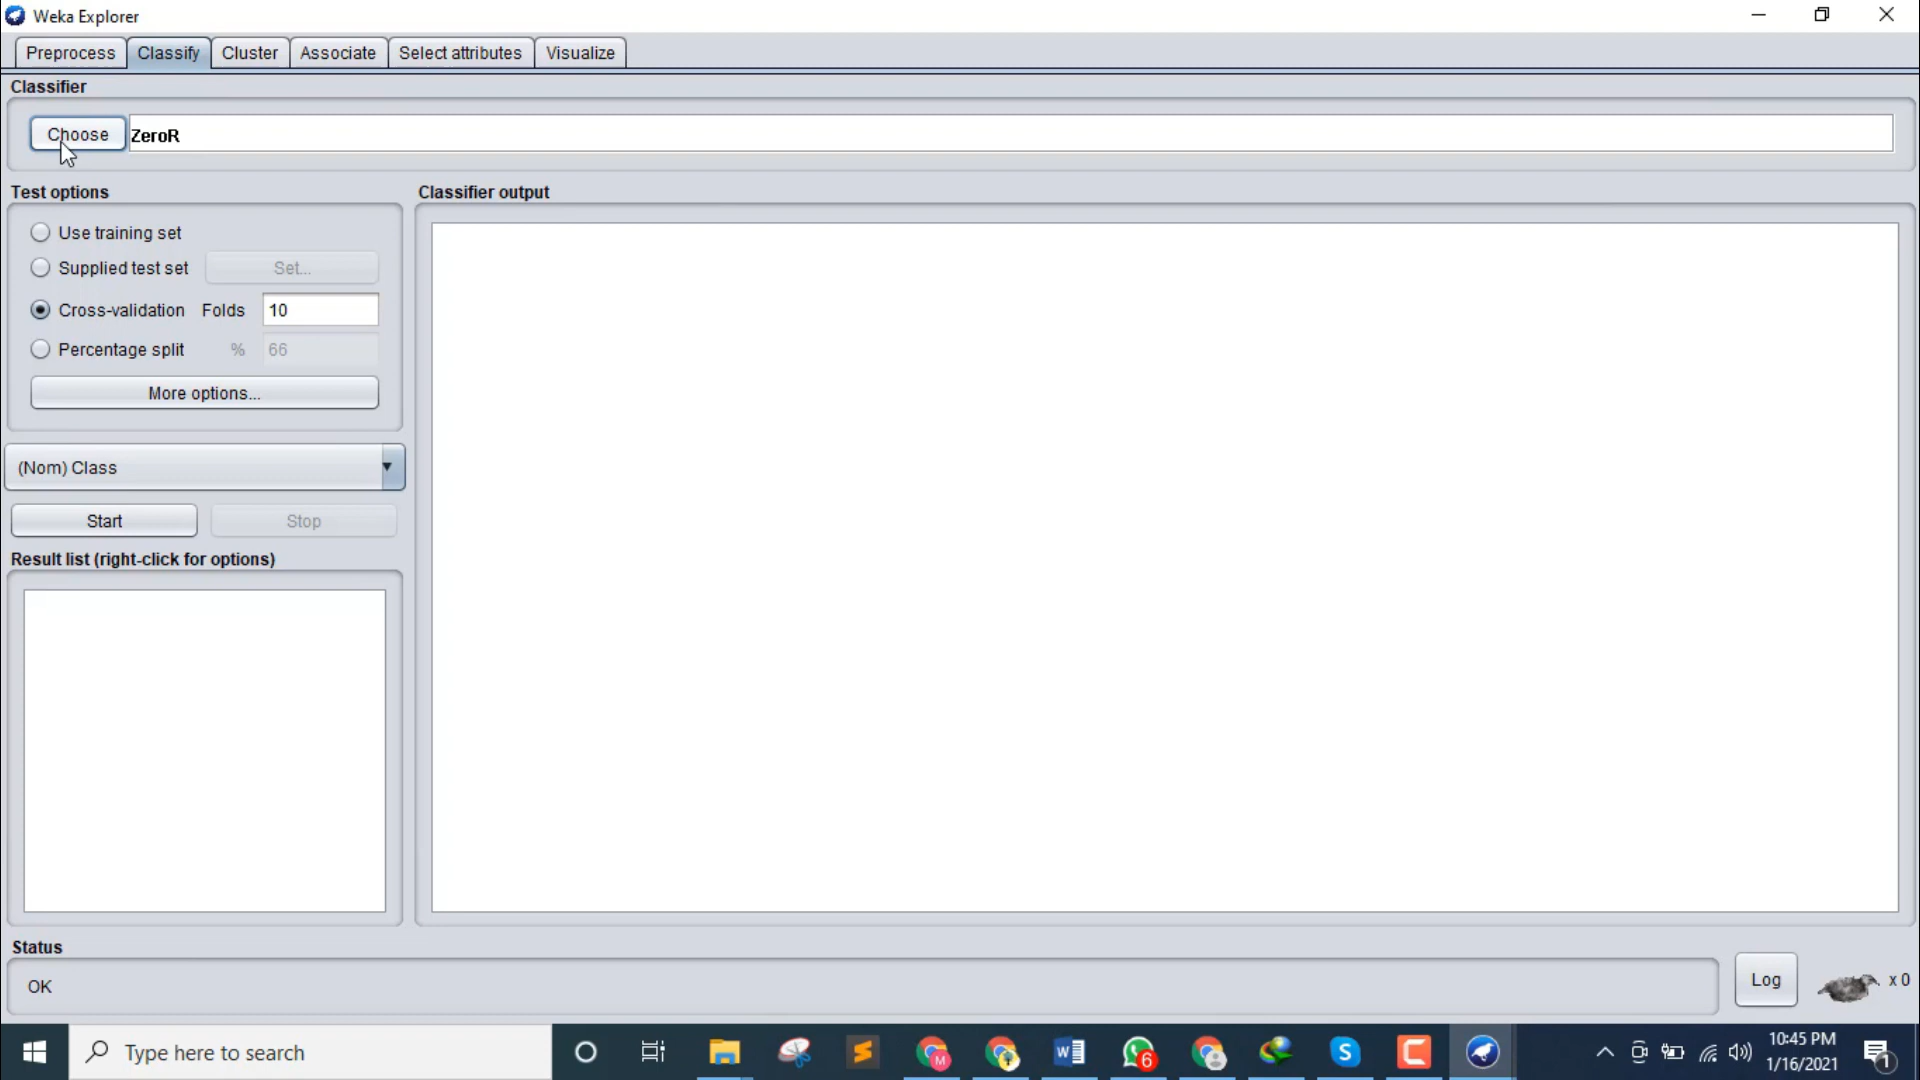 Weka Explorer
Preprocess Classify Cluster Associate Select attributes Visualize
Classifier
Choose ZeroR
Test options
Use training set
Supplied test set Set...
Cross-validation Folds 10
Percentage split % 66
More options...
(Nom) Class
Start Stop
Result list (right-click for options)
Classifier output
Status
OK
Log x 0
Type here to search
6
10:45 PM
1/16/2021
1